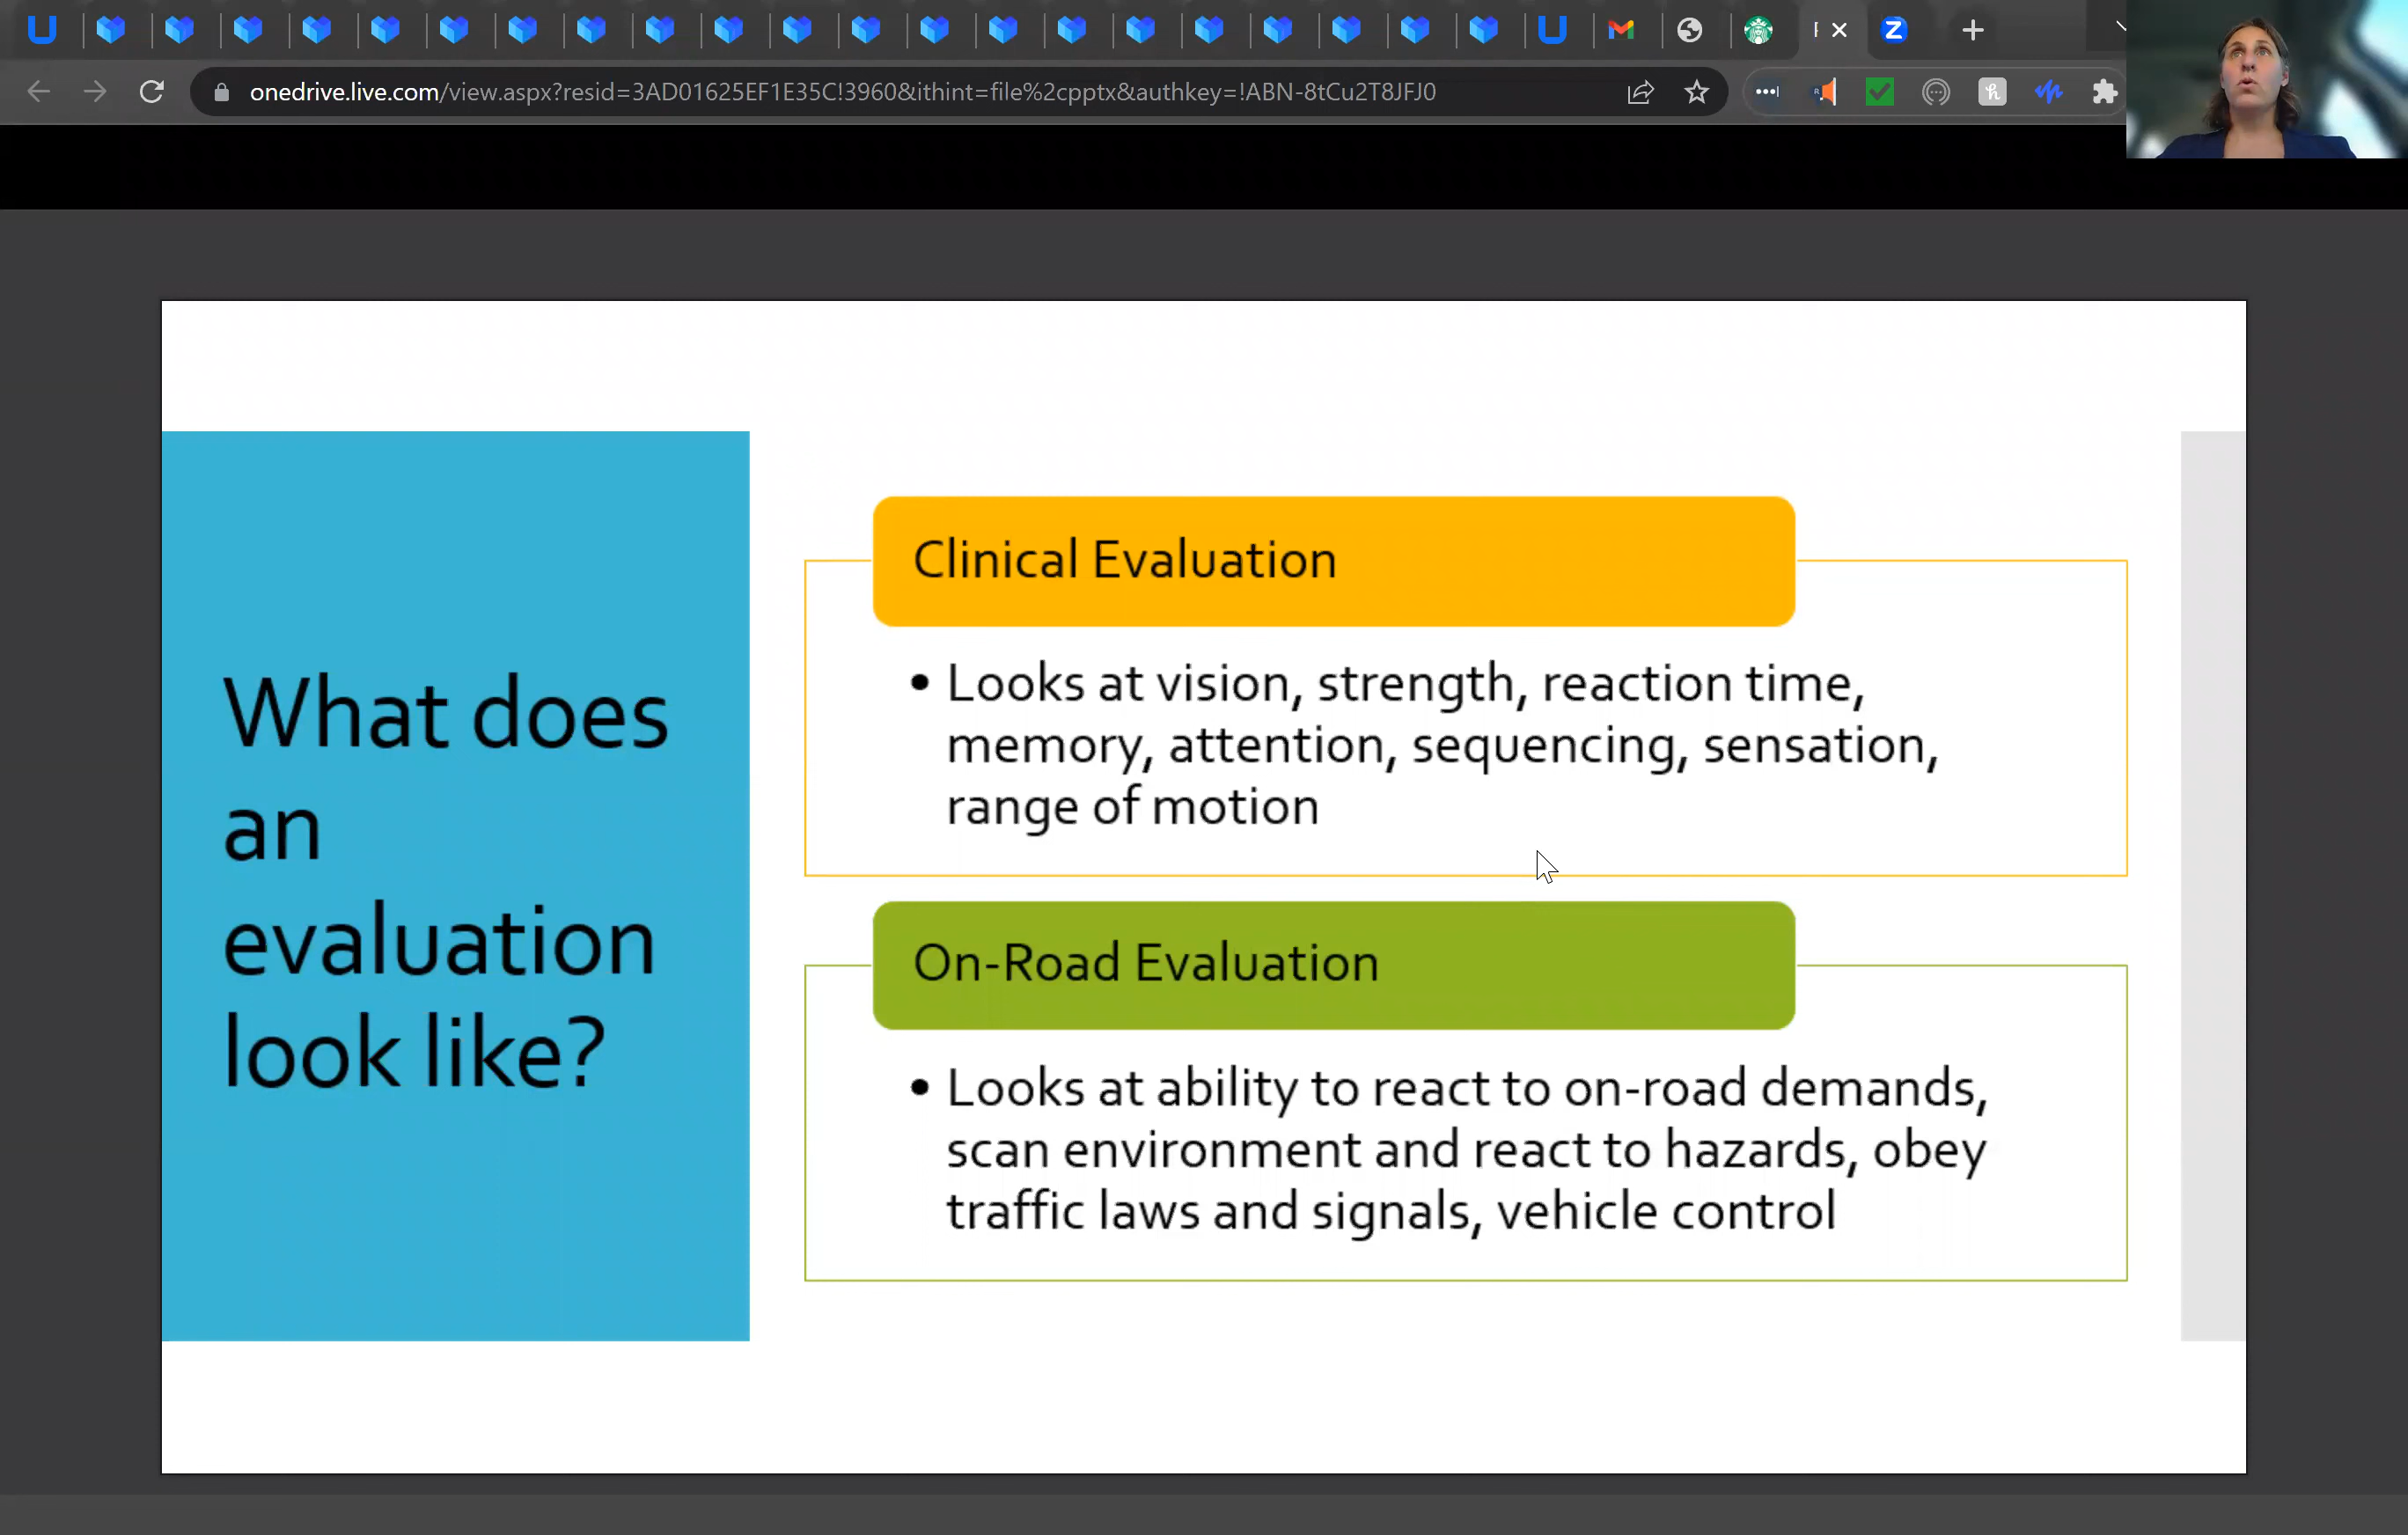 onedrive.live.com/view.aspx?resid=3AD01625EF1E35C!3960&ithint=file%2cpptx&authkey=!ABN-8tCu2T8JFJ0
What does
an
evaluation
look like?
Clinical Evaluation
• Looks at vision, strength, reaction time,
memory, attention, sequencing, sensation,
range of motion
On-Road Evaluation
• Looks at ability to react to on-road demands,
scan environment and react to hazards, obey
traffic laws and signals, vehicle control